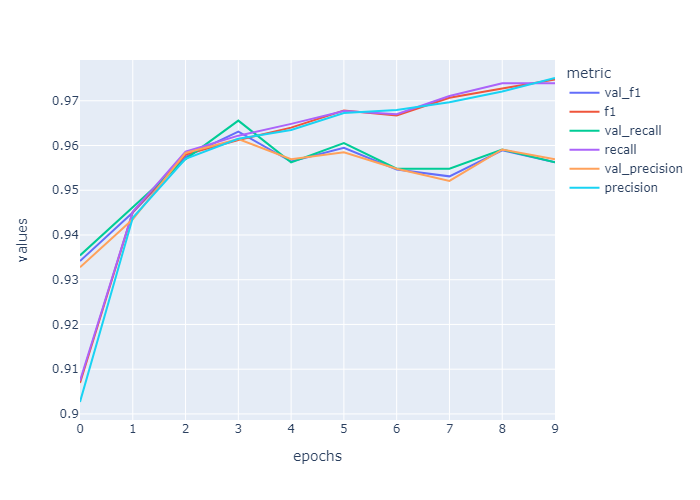 metric
val_f1
f1
val_recall
recall
val_precision
precision
values
0.97
0.96
0.95
0.94
0.93
0.92
0.91
0.9
0 1 2 3 4 5 6 7 8 9
epochs